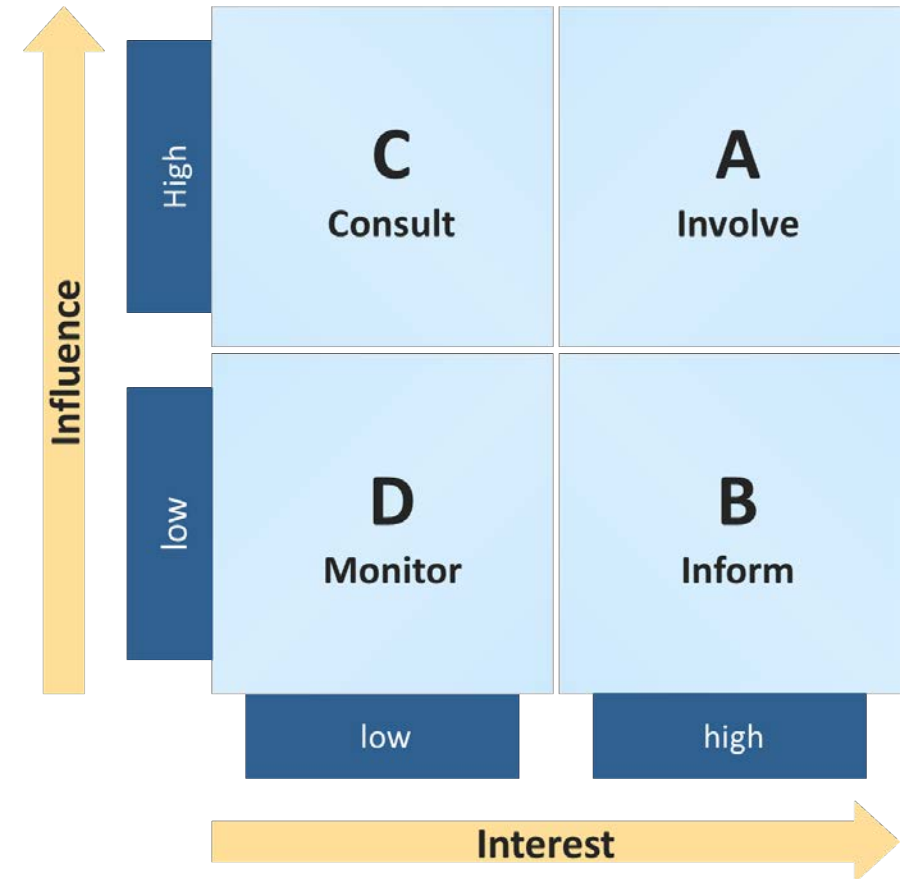 Influence
High
C
Consult
A
Involve
low
D
Monitor
B
Inform
low
high
Interest